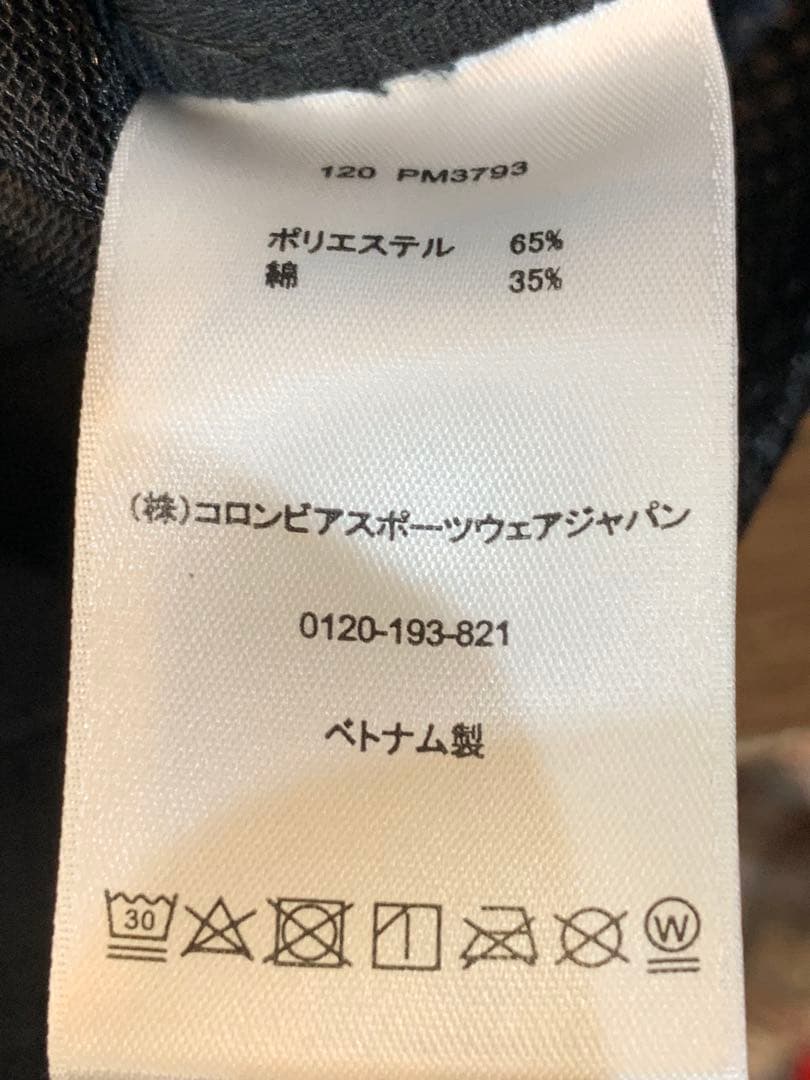 120 PM3793
ポリエステル 65%
綿 35%
(株)コロンビアスポーツウェアジャパン
0120-193-821
ベトナム製
30
W